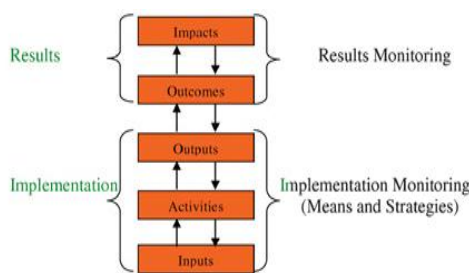 Impacts
Results
Results Monitoring
Outcomes
Outputs
Implementation
Implementation Monitoring
(Means and Strategies)
Activities
Inputs